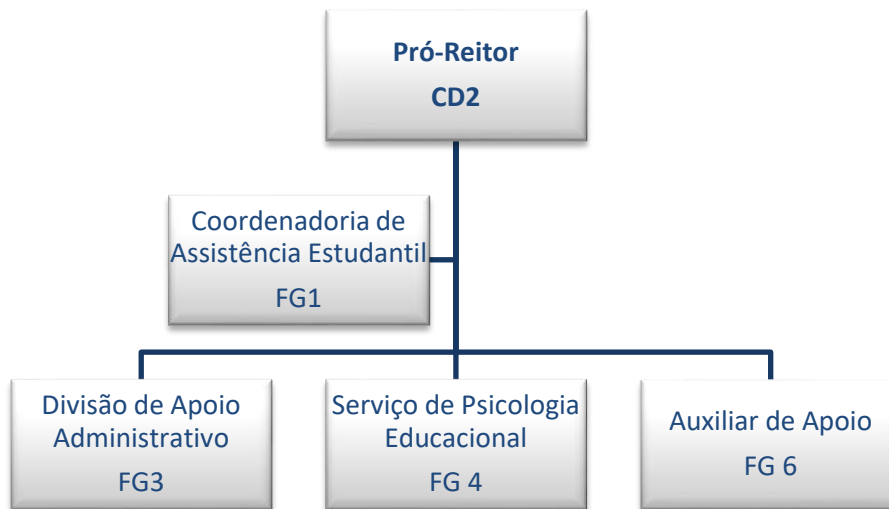 Pró-Reitor
CD2
Coordenadoria de
Assistência Estudantil
FG1
Divisão de Apoio
Administrativo
FG3
Serviço de Psicologia
Educacional
FG 4
Auxiliar de Apoio
FG 6